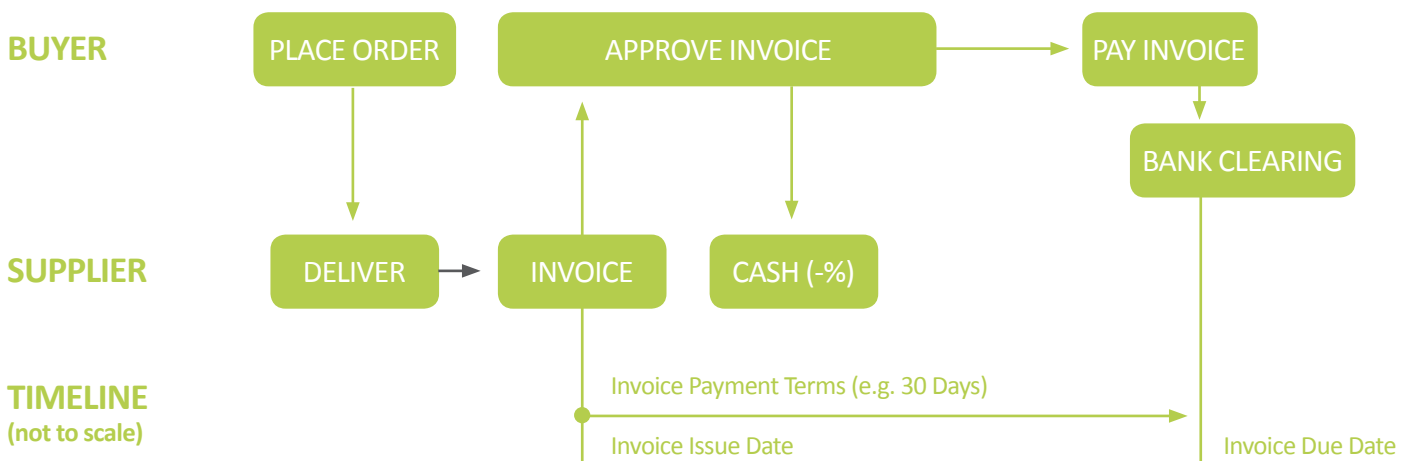 BUYER
PLACE ORDER
APPROVE INVOICE
PAY INVOICE
BANK CLEARING
SUPPLIER
DELIVER
INVOICE
CASH (-%)
TIMELINE
(not to scale)
Invoice Payment Terms (e.g. 30 Days)
Invoice Issue Date
Invoice Due Date